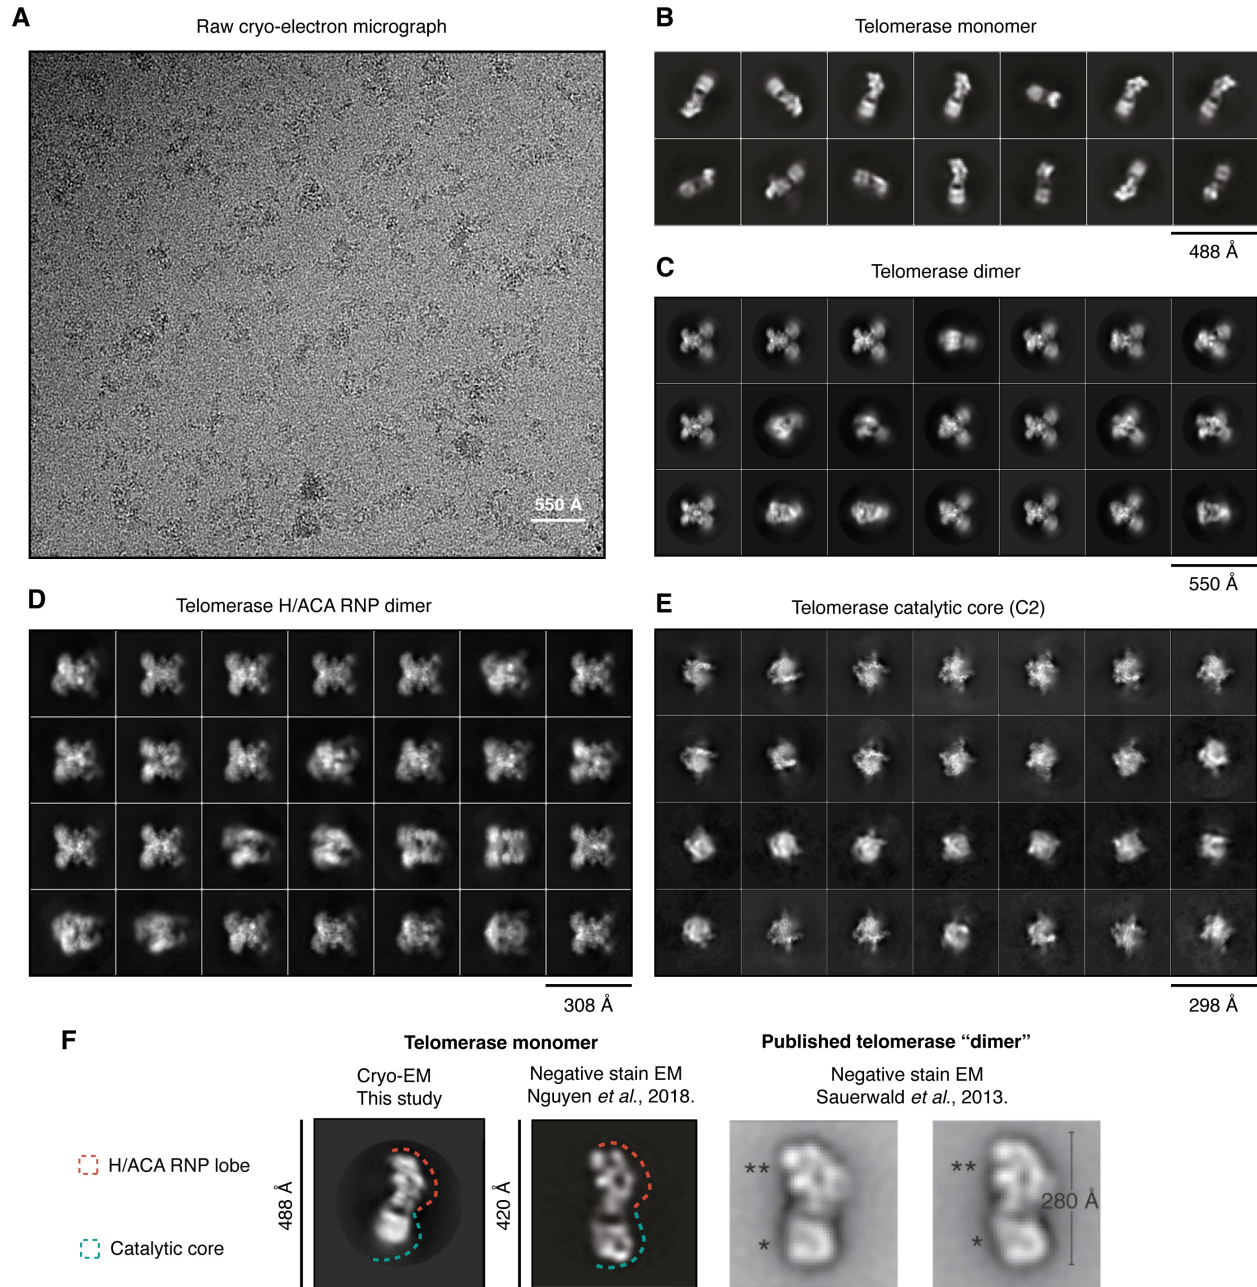 A
Raw cryo-electron micrograph
550 Å
B
Telomerase monomer
488 Å
C
Telomerase dimer
550 Å
D
Telomerase H/ACA RNP dimer
308 Å
E
Telomerase catalytic core (C2)
298 Å
F
Telomerase monomer
Published telomerase “dimer”
Cryo-EM
This study
Negative stain EM
Nguyen et al., 2018.
Negative stain EM
Sauerwald et al., 2013.
H/ACA RNP lobe
Catalytic core
488 Å
420 Å
**
*
**
*
280 Å